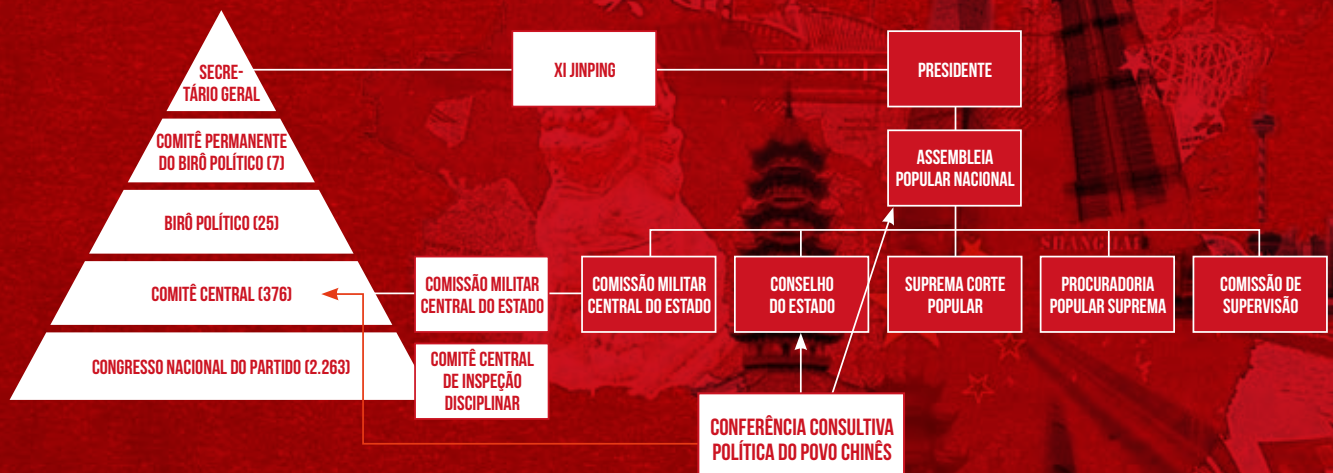 SECRE-
TÁRIO GERAL
XI JINPING
PRESIDENTE
COMITÊ PERMANENTE
DO BIRÔ POLÍTICO (7)
ASSEMBLEIA
POPULAR NACIONAL
BIRÔ POLÍTICO (25)
COMITÊ CENTRAL (376)
COMISSÃO MILITAR
CENTRAL DO ESTADO
COMISSÃO MILITAR
CENTRAL DO ESTADO
CONSELHO
DO ESTADO
SUPREMA CORTE
POPULAR
PROCURADORIA
POPULAR SUPREMA
COMISSÃO DE
SUPERVISÃO
SHANGHAI
CONGRESSO NACIONAL DO PARTIDO (2.263)
COMITÊ CENTRAL
DE INSPEÇÃO
DISCIPLINAR
CONFERÊNCIA CONSULTIVA
POLÍTICA DO POVO CHINÊS